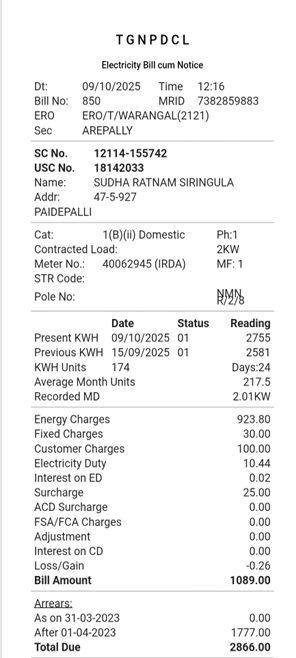 TGNPDCL
Electricity Bill cum Notice
Dt: 09/10/2025 Time 12:16
Bill No: 850 MRID 7382859883
ERO ERO/T/WARANGAL(2121)
Sec AREPALLY
SC No. 12114-155742
USC No. 18142033
Name: SUDHA RATNAM SIRINGULA
Addr: 47-5-927
PAIDEPALLI
Cat: 1(B)(ii) Domestic Ph:1
Contracted Load: 2KW
Meter No.: 40062945 (IRDA) MF: 1
STR Code:
Pole No: NMN
R/2/8
Date Status Reading
Present KWH 09/10/2025 01 2755
Previous KWH 15/09/2025 01 2581
KWH Units 174 Days:24
Average Month Units 217.5
Recorded MD 2.01KW
Energy Charges 923.80
Fixed Charges 30.00
Customer Charges 100.00
Electricity Duty 10.44
Interest on ED 0.02
Surcharge 25.00
ACD Surcharge 0.00
FSA/FCA Charges 0.00
Adjustment 0.00
Interest on CD 0.00
Loss/Gain -0.26
Bill Amount 1089.00
Arrears:
As on 31-03-2023 0.00
After 01-04-2023 1777.00
Total Due 2866.00